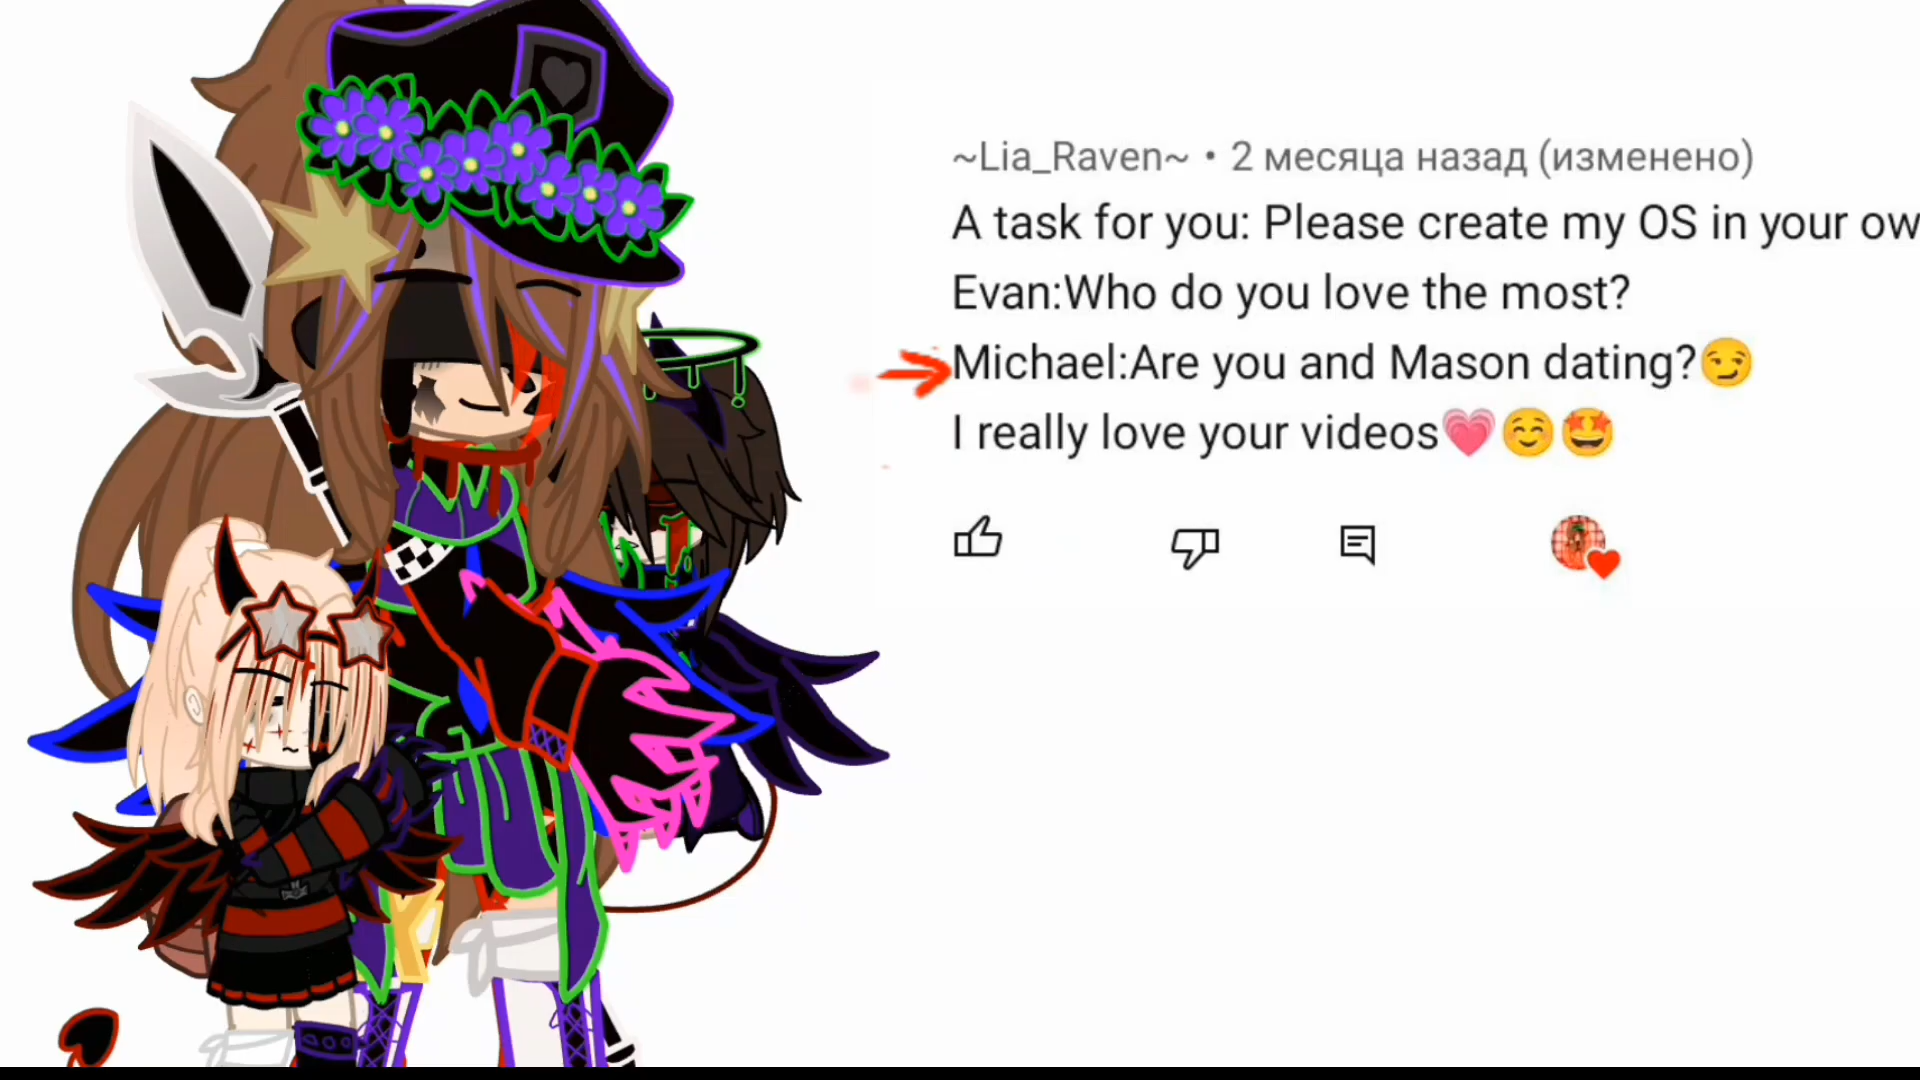 ~Lia_Raven~ • 2 месяца назад (изменено)
A task for you: Please create my OS in your ow
Evan:Who do you love the most?
Michael:Are you and Mason dating?😏
I really love your videos💗☺️🤩